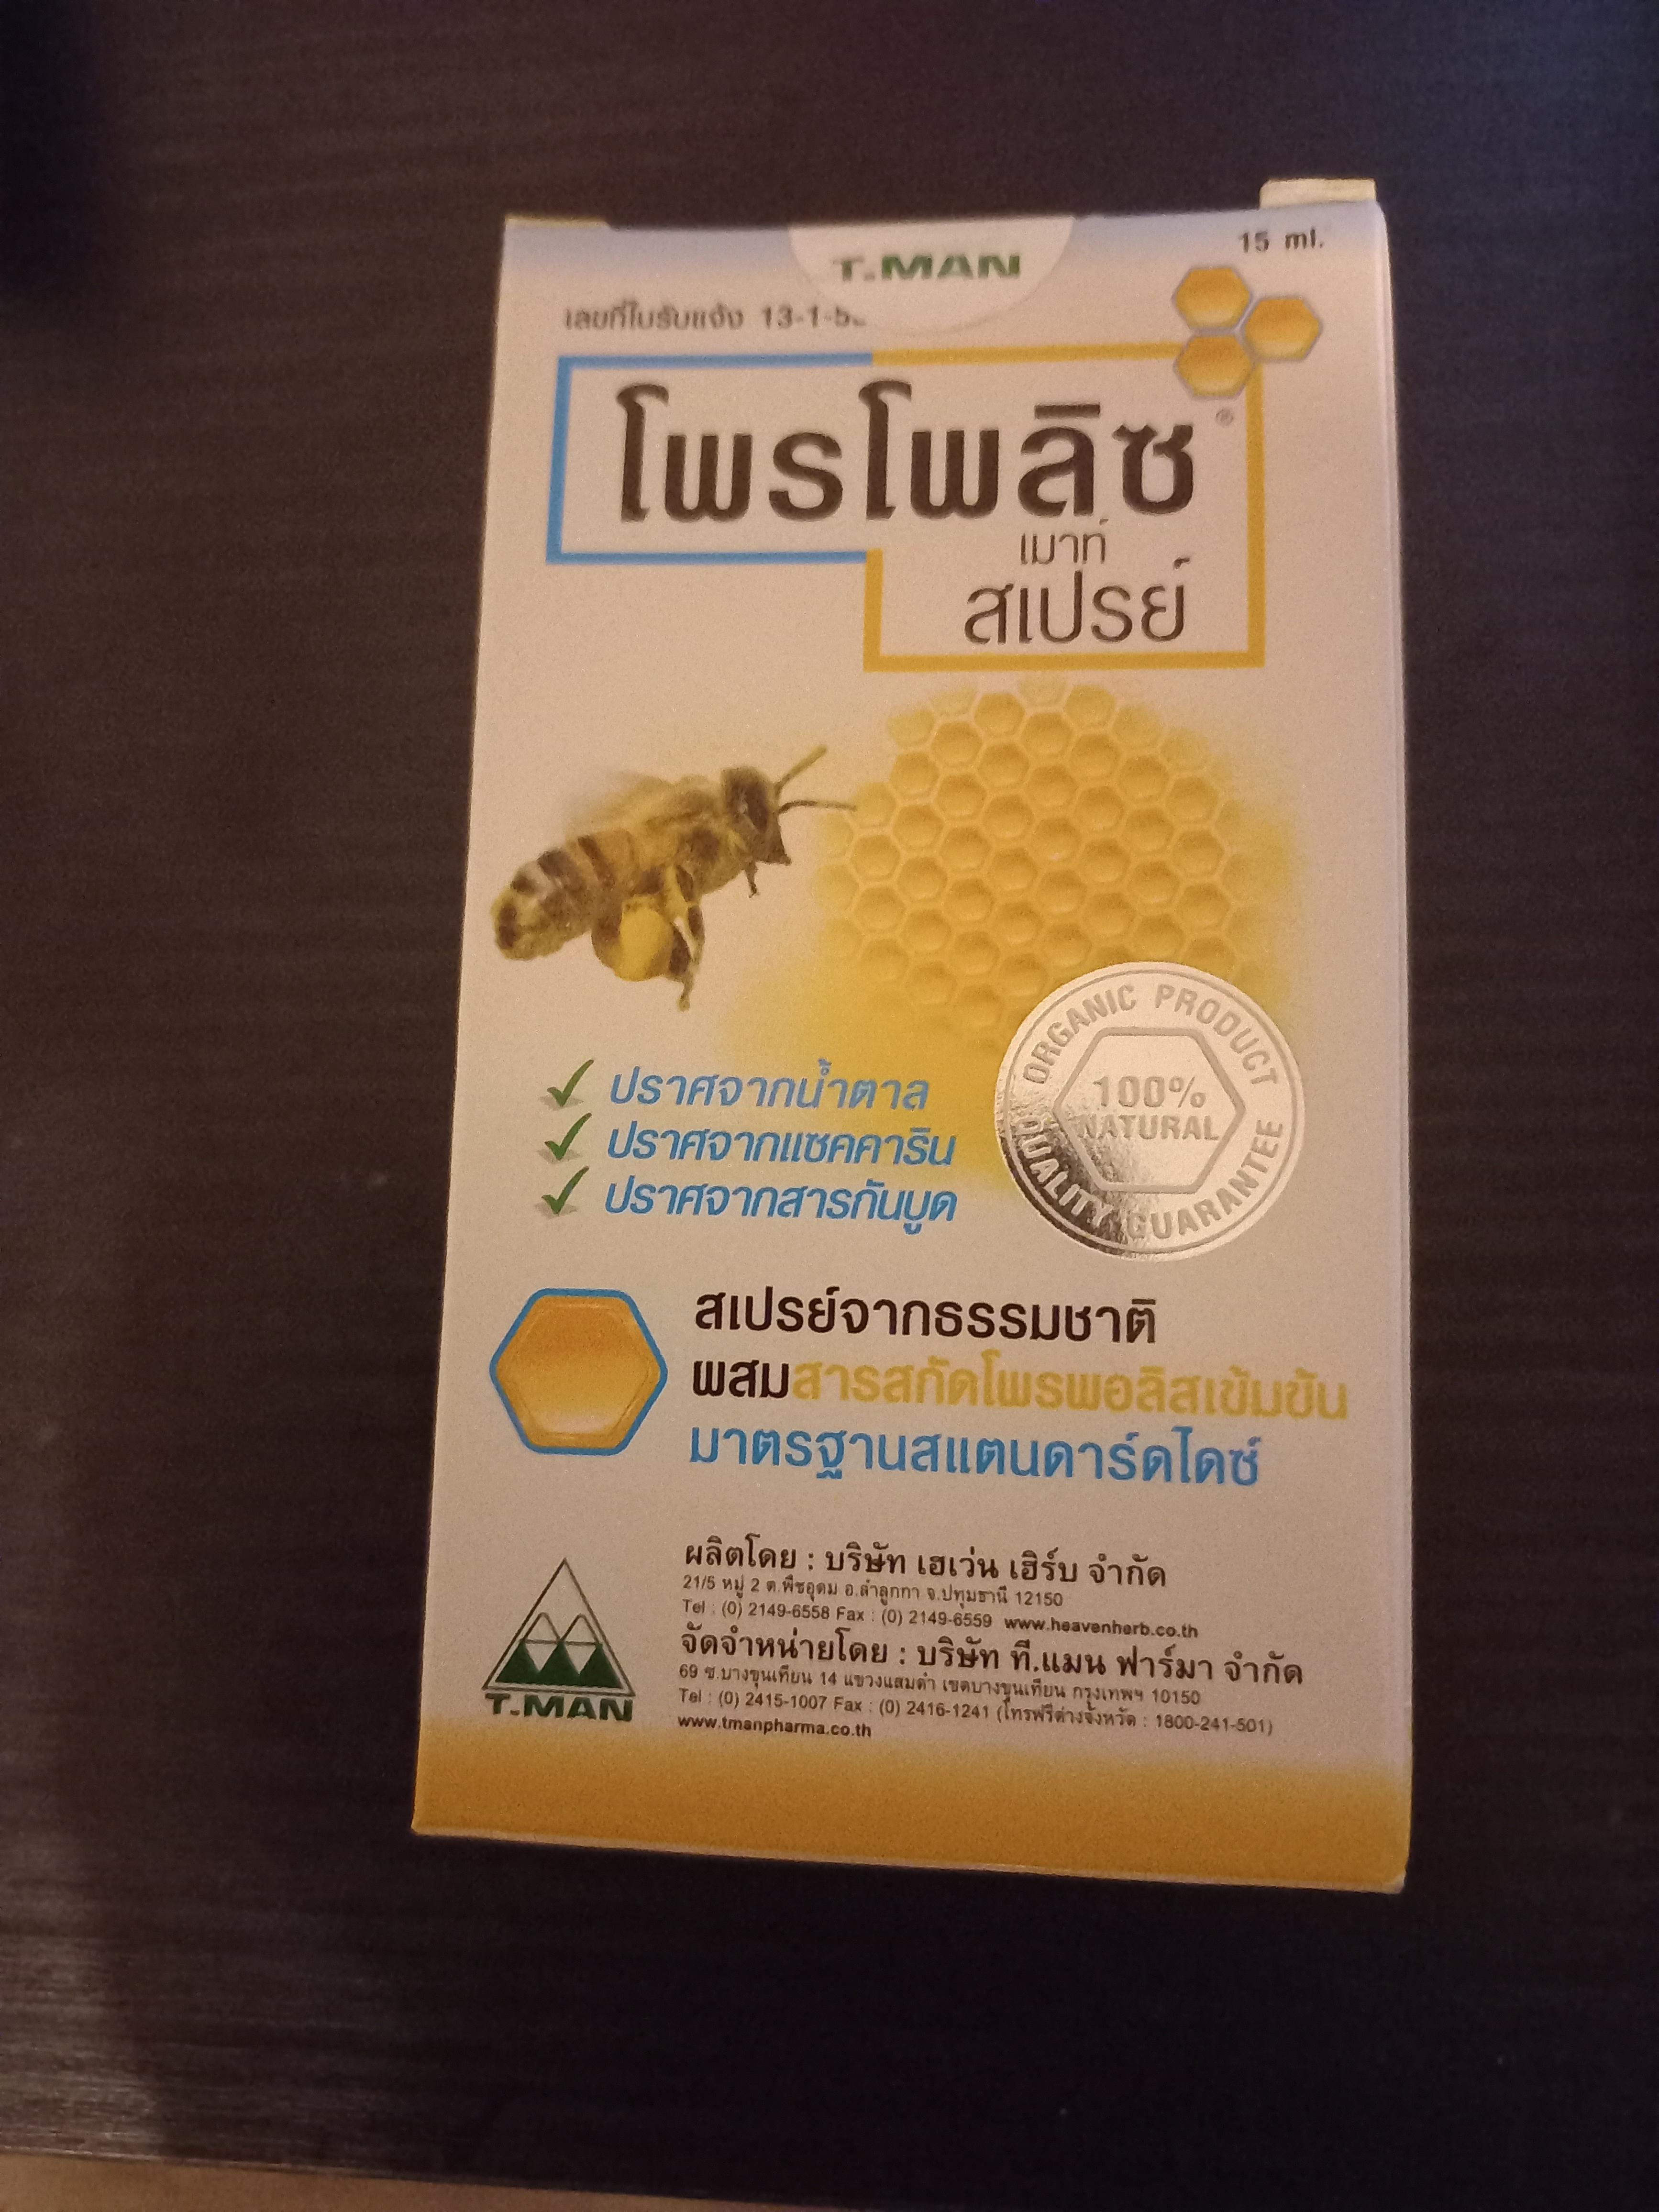 15 ml.
T.MAN
เลขที่ใบรับแจ้ง 13-1-5
โพรโพลิซ®
เมาท์
สเปรย์
ปราศจากน้ำตาล
ปราศจากแซคคาริน
ปราศจากสารกันบูด
ORGANIC PRODUCT
100%
NATURAL
QUALITY GUARANTEE
สเปรย์จากธรรมชาติ
ผสมสารสกัดโพรพอลิสเข้มข้น
มาตรฐานสแตนดาร์ดไดซ์
ผลิตโดย : บริษัท เฮเว่น เฮิร์บ จำกัด
21/5 หมู่ 2 ต.พืชอุดม อ.ลำลูกกา จ.ปทุมธานี 12150
Tel : (0) 2149-6558 Fax : (0) 2149-6559 www.heavenherb.co.th
จัดจำหน่ายโดย : บริษัท ที.แมน ฟาร์มา จำกัด
69 ซ.บางขุนเทียน 14 แขวงแสมดำ เขตบางขุนเทียน กรุงเทพฯ 10150
Tel : (0) 2415-1007 Fax : (0) 2416-1241 (โทรฟรีต่างจังหวัด : 1800-241-501)
www.tmanpharma.co.th
T.MAN